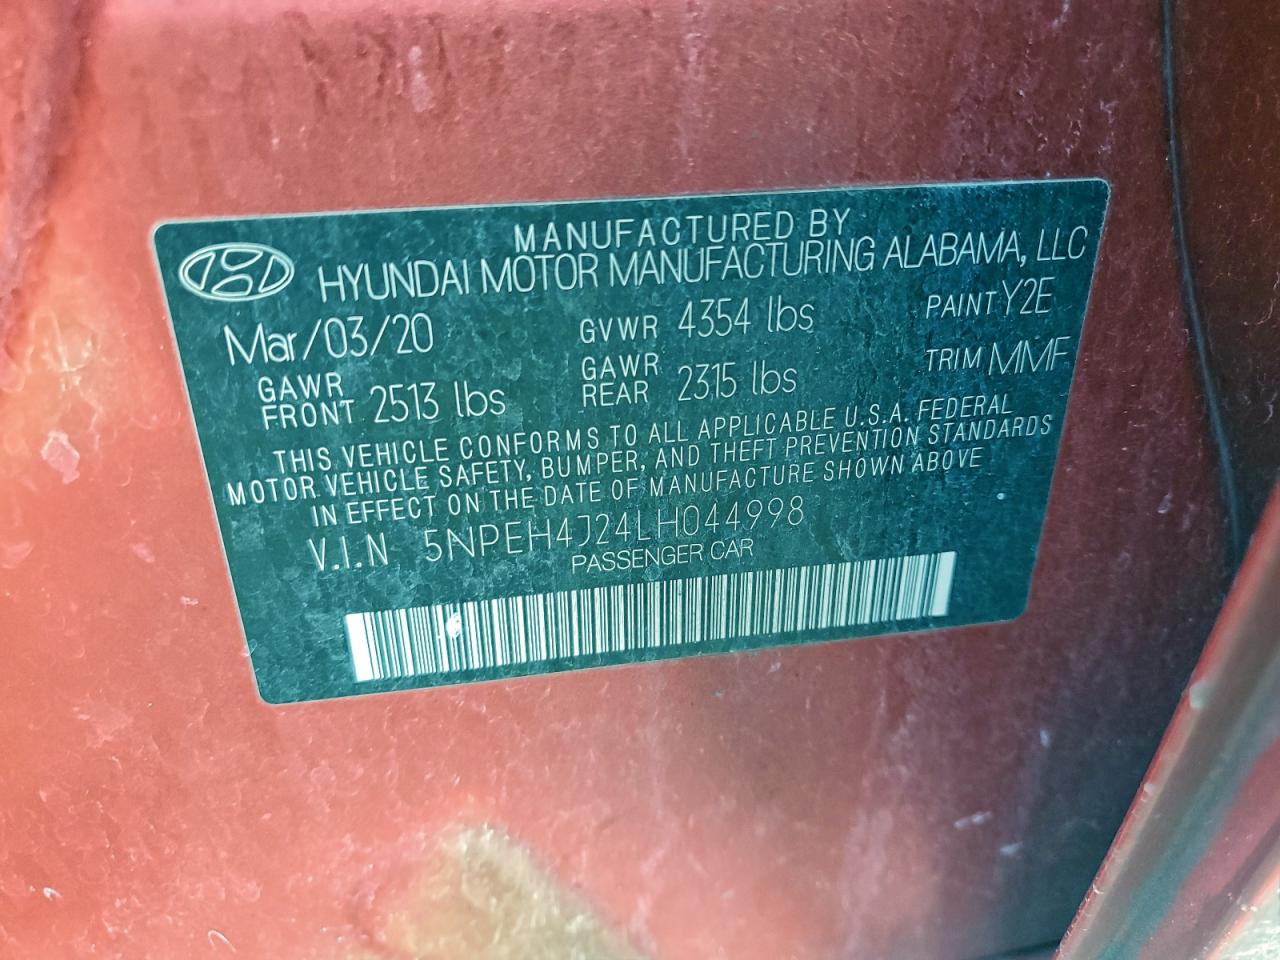 MANUFACTURED BY
HYUNDAI MOTOR MANUFACTURING ALABAMA, LLC
Mar/03/20 GVWR 4354 lbs PAINT Y2E
GAWR FRONT 2513 lbs GAWR REAR 2315 lbs TRIM MMF
THIS VEHICLE CONFORMS TO ALL APPLICABLE U.S.A. FEDERAL
MOTOR VEHICLE SAFETY, BUMPER, AND THEFT PREVENTION STANDARDS
IN EFFECT ON THE DATE OF MANUFACTURE SHOWN ABOVE
V.I.N 5NPEH4J24LH044998
PASSENGER CAR